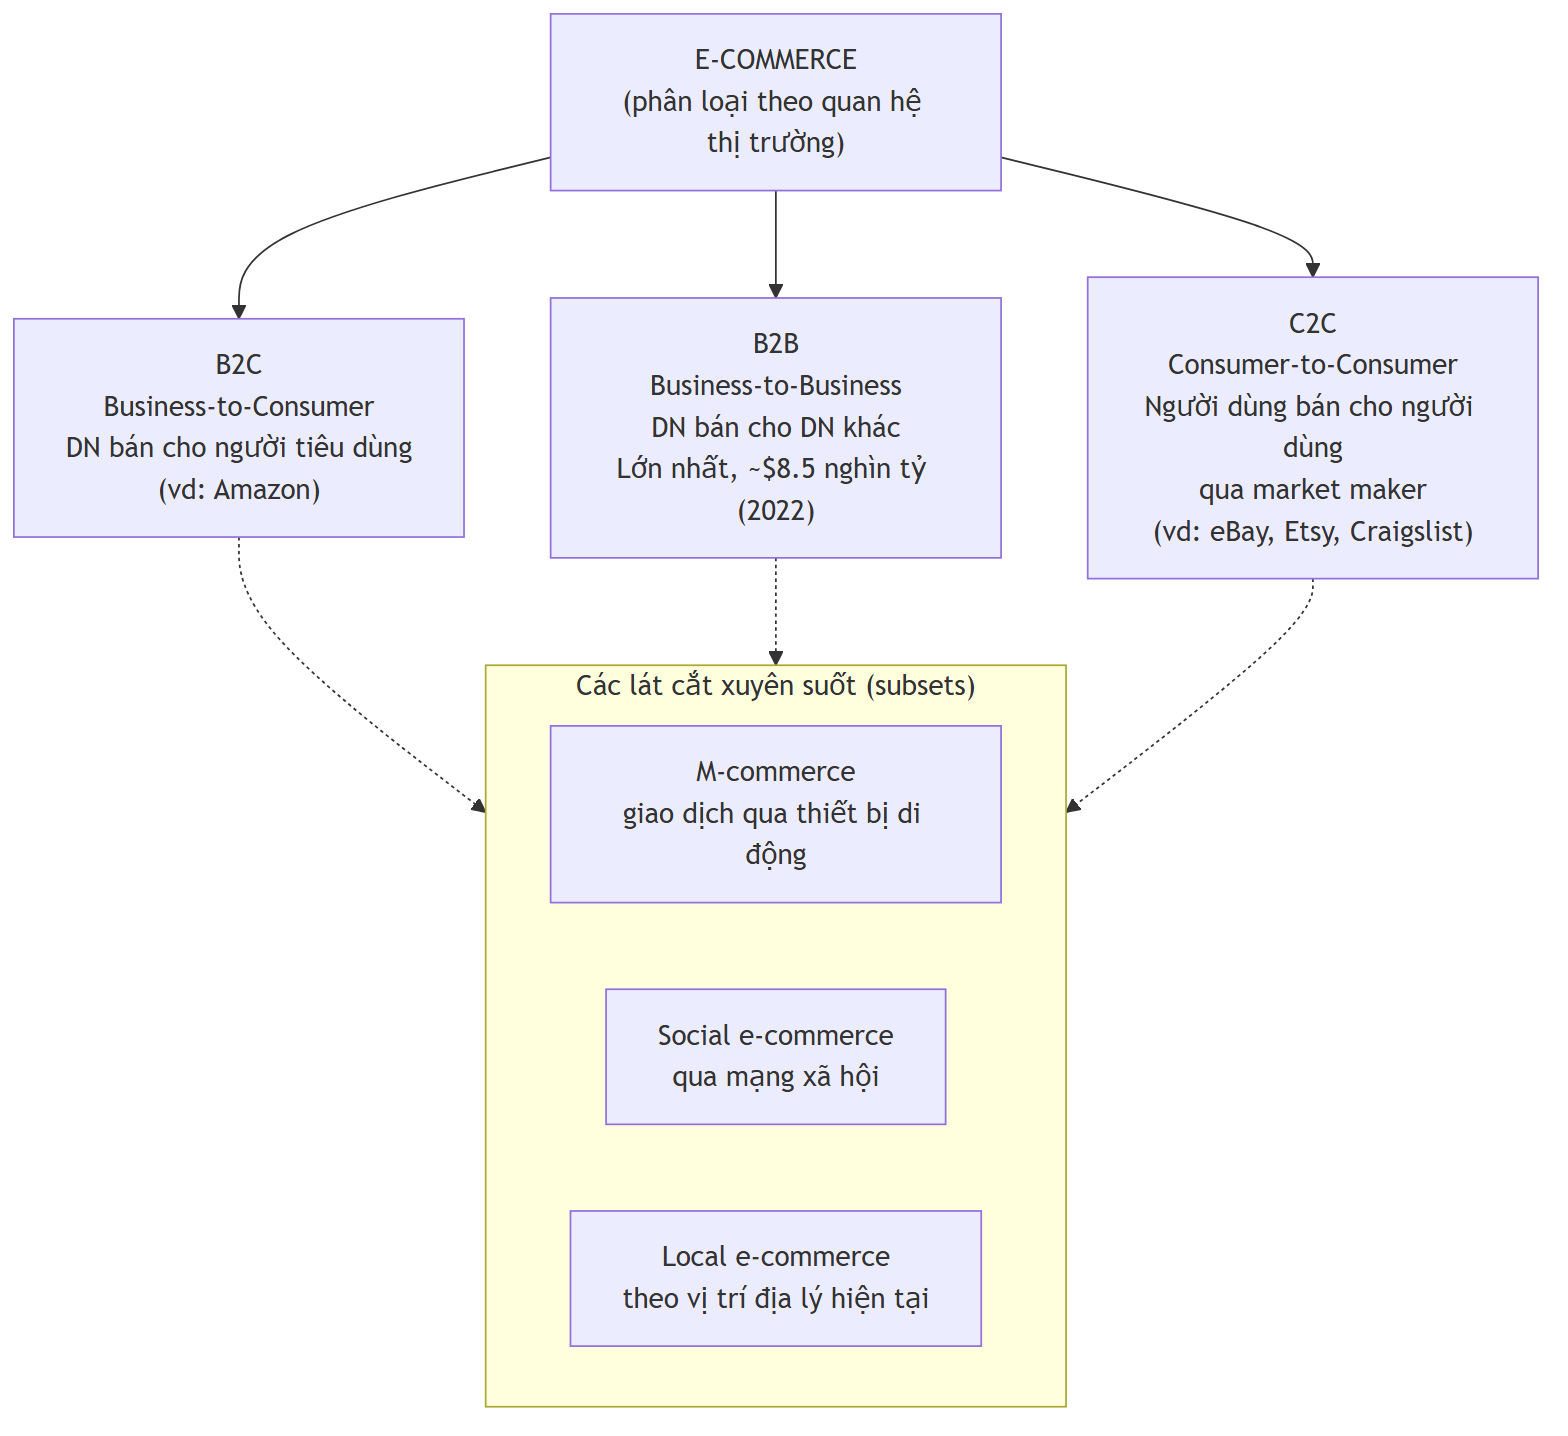 E-COMMERCE
(phân loại theo quan hệ
thị trường)
B2C
Business-to-Consumer
DN bán cho người tiêu dùng
(vd: Amazon)
B2B
Business-to-Business
DN bán cho DN khác
Lớn nhất, ~$8.5 nghìn tỷ
(2022)
C2C
Consumer-to-Consumer
Người dùng bán cho người
dùng
qua market maker
(vd: eBay, Etsy, Craigslist)
Các lát cắt xuyên suốt (subsets)
M-commerce
giao dịch qua thiết bị di
động
Social e-commerce
qua mạng xã hội
Local e-commerce
theo vị trí địa lý hiện tại